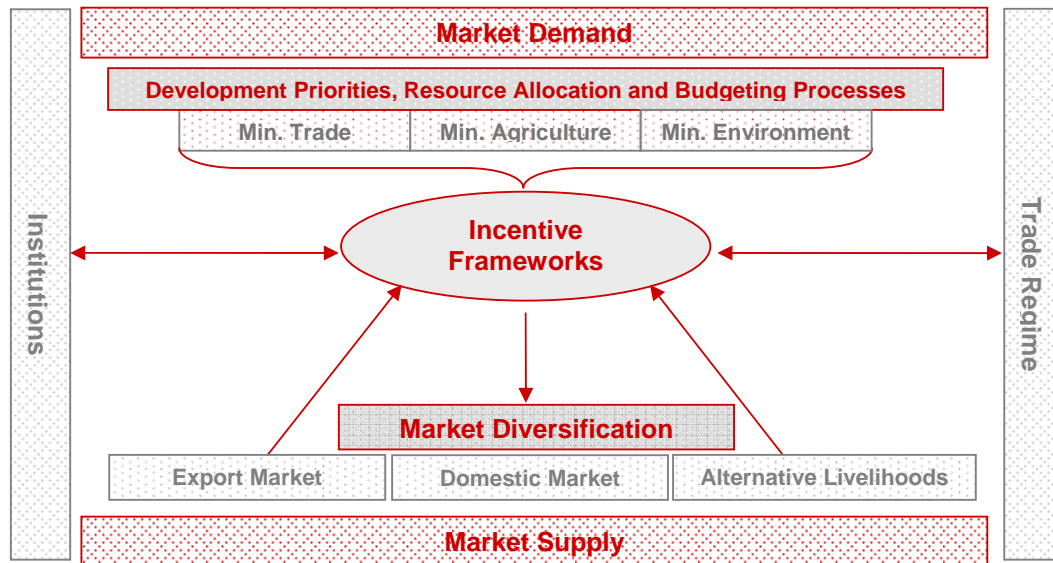 Market Demand
Development Priorities, Resource Allocation and Budgeting Processes
Min. Trade
Min. Agriculture
Min. Environment
Institutions
Incentive
Frameworks
Trade Regime
Market Diversification
Export Market
Domestic Market
Alternative Livelihoods
Market Supply